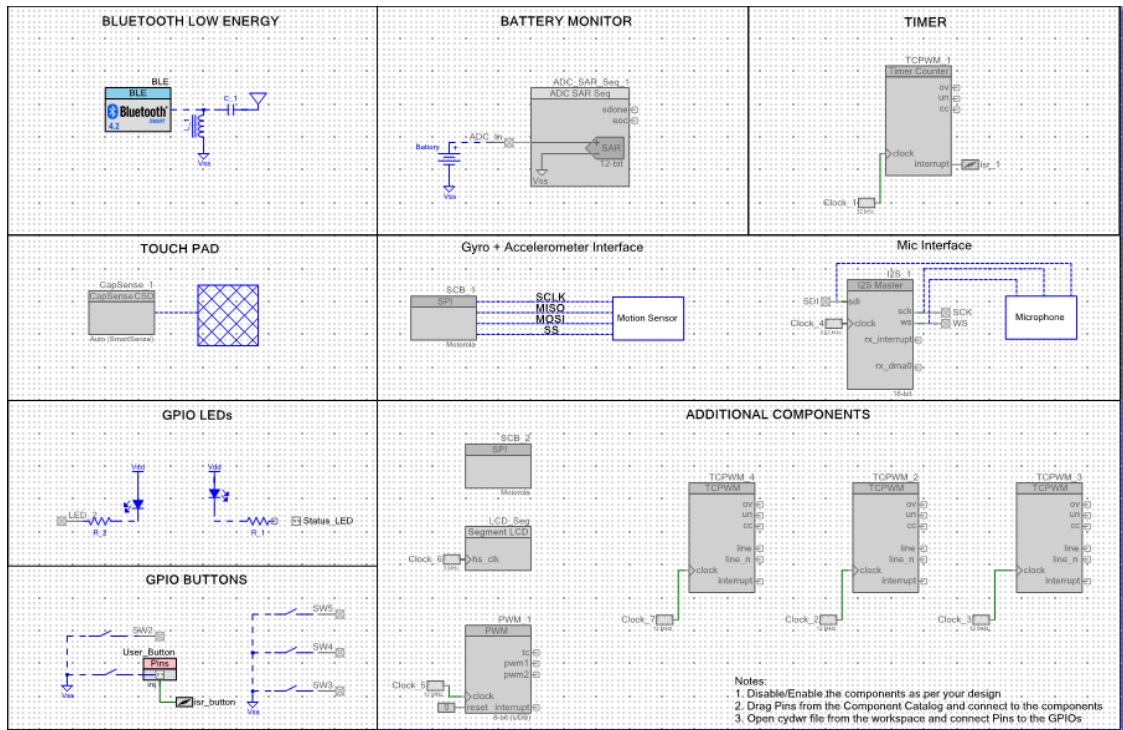 BLUETOOTH LOW ENERGY
BLE
BLE
Bluetooth
SMART
4.2
C_1
L_1
Vss
BATTERY MONITOR
ADC_SAR_Seq_1
ADC SAR Seq
sdone
eoc
ADC_In
Battery
+
SAR
12-bit
Vss
Vss
TIMER
TCPWM_1
Timer Counter
ov
un
cc
clock
interrupt
isr_1
Clock_1
TOUCH PAD
CapSense_1
CapSense CSD
Auto (SmartSense)
Gyro + Accelerometer Interface
SCB_1
SPI
SCLK
MISO
MOSI
SS
Motion Sensor
Motorola
Mic Interface
I2S_1
I2S Master
SDI
sdi
sck
SCK
Clock_4
clock
ws
WS
Microphone
rx_interrupt
rx_dma0
16-bit
GPIO LEDs
Vdd
Vdd
LED_2
R_2
R_1
Status_LED
GPIO BUTTONS
SW2
User_Button
Pins
irq
isr_button
Vss
SW5
SW4
SW3
Vss
ADDITIONAL COMPONENTS
SCB_2
SPI
Motorola
LCD_Seg
Segment LCD
Clock_6
hs_clk
PWM_1
PWM
tc
pwm1
pwm2
Clock_5
clock
0
reset interrupt
8-bit (UDB)
TCPWM_4
TCPWM
ov
un
cc
line
line_n
clock
interrupt
Clock_7
TCPWM_2
TCPWM
ov
un
cc
line
line_n
clock
interrupt
Clock_2
TCPWM_3
TCPWM
ov
un
cc
line
line_n
clock
interrupt
Clock_3
Notes:
1. Disable/Enable the components as per your design
2. Drag Pins from the Component Catalog and connect to the components
3. Open cydwr file from the workspace and connect Pins to the GPIOs